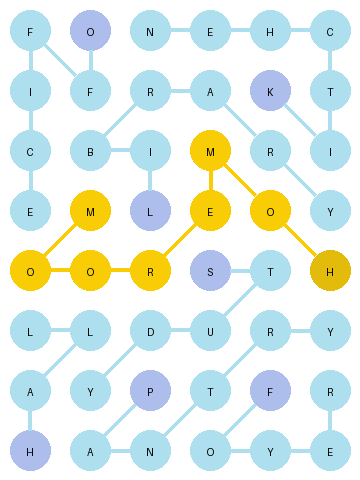 F O N E H C
I F R A K T
C B I M R I
E M L E O Y
O O R S T H
L L D U R Y
A Y P T F R
H A N O Y E